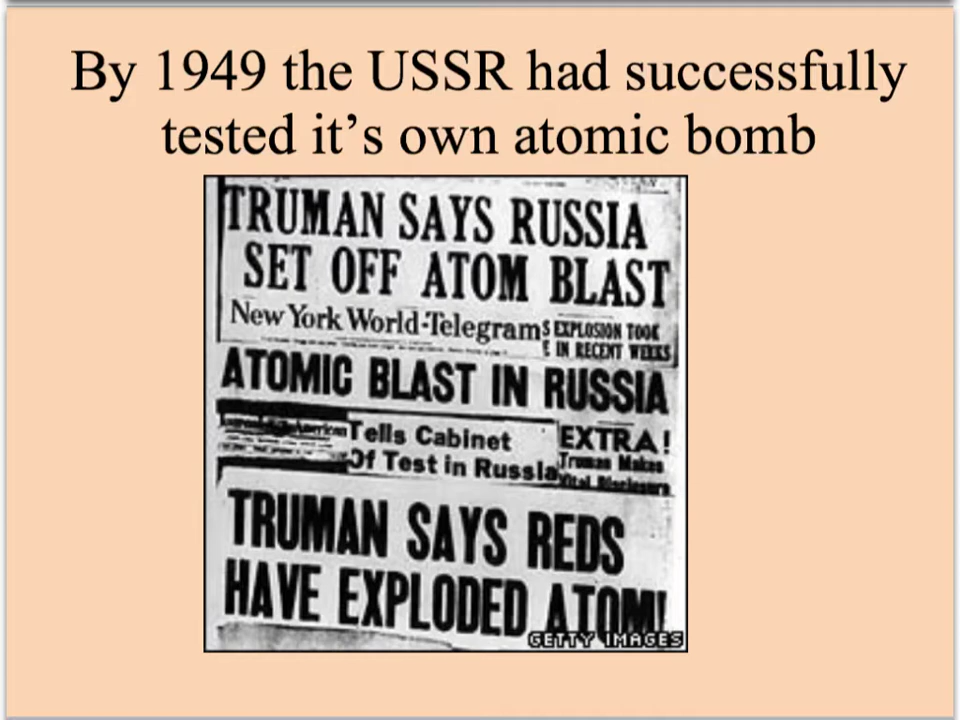 By 1949 the USSR had successfully
tested it's own atomic bomb
TRUMAN SAYS RUSSIA
SET OFF ATOM BLAST
New York World-Telegram
EXPLOSION TOOK
IN RECENT WEEKS
ATOMIC BLAST IN RUSSIA
American
Tells Cabinet
Of Test in Russia
EXTRA!
Truman Makes
Vital Disclosure
TRUMAN SAYS REDS
HAVE EXPLODED ATOM!
GETTY IMAGES